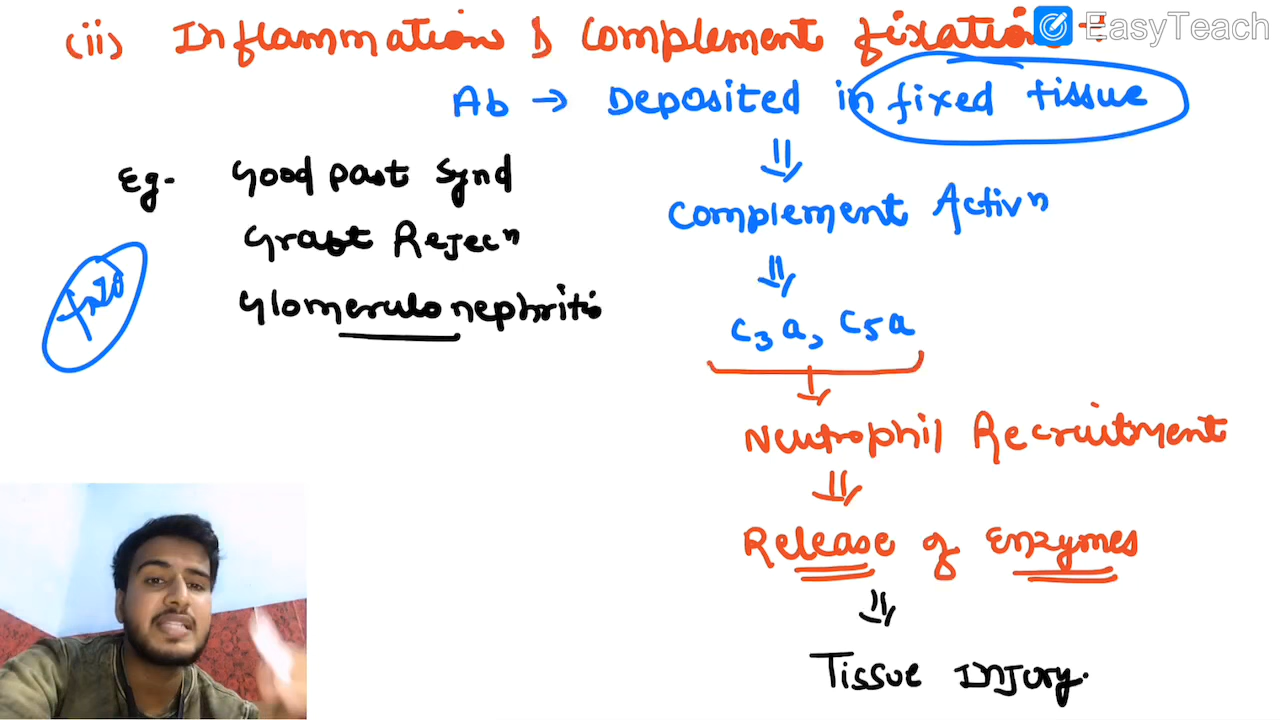 (ii) Inflammation & Complement fixation :
EasyTeach
Ab → Deposited in fixed tissue
Eg- Good past Synd
Graft Rejecⁿ
Glomerulonephritis
Complement Activⁿ
C₃a, C₅a
Neutrophil Recruitment
Release of Enzymes
Tissue Injury.